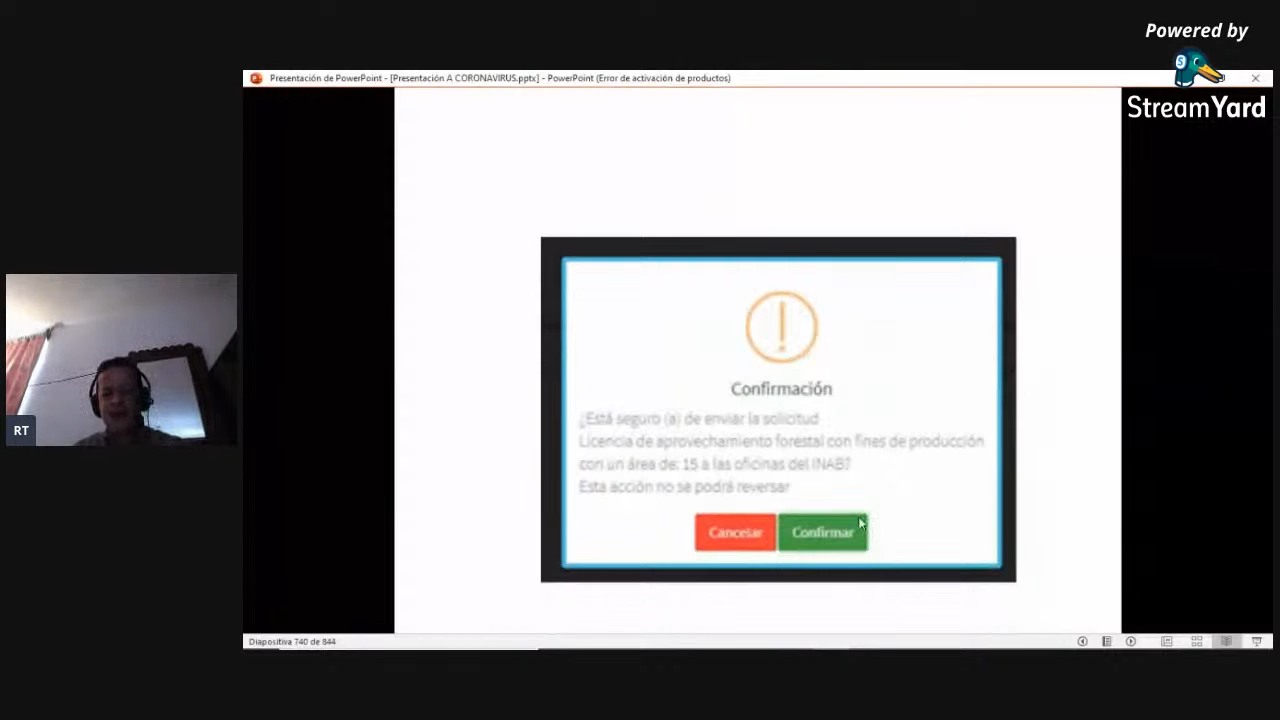 Powered by
StreamYard
Presentación de PowerPoint - [Presentación A CORONAVIRUS.pptx] - PowerPoint (Error de activación de productos)
RT
Confirmación
¿Está seguro (a) de enviar la solicitud
Licencia de aprovechamiento forestal con fines de producción
con un área de: 15 a las oficinas del INAB?
Esta acción no se podrá reversar
Cancelar
Confirmar
Diapositiva 740 de 844